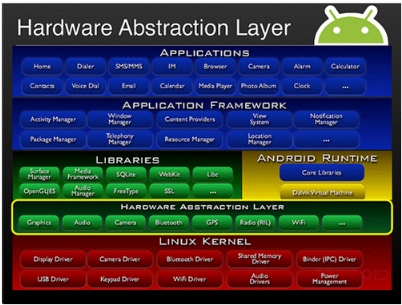 Hardware Abstraction Layer
APPLICATIONS
Home Dialer SMS/MMS IM Browser Camera Alarm Calculator
Contacts Voice Dial Email Calendar Media Player Photo Album Clock ...
APPLICATION FRAMEWORK
Activity Manager Window Manager Content Providers View System Notification Manager
Package Manager Telephony Manager Resource Manager Location Manager ...
LIBRARIES
Surface Manager Media Framework SQLite WebKit Libc
OpenGL|ES Audio Manager FreeType SSL ...
ANDROID RUNTIME
Core Libraries
Dalvik Virtual Machine
HARDWARE ABSTRACTION LAYER
Graphics Audio Camera Bluetooth GPS Radio (RIL) WiFi ...
LINUX KERNEL
Display Driver Camera Driver Bluetooth Driver Shared Memory Driver Binder (IPC) Driver
USB Driver Keypad Driver WiFi Driver Audio Drivers Power Management